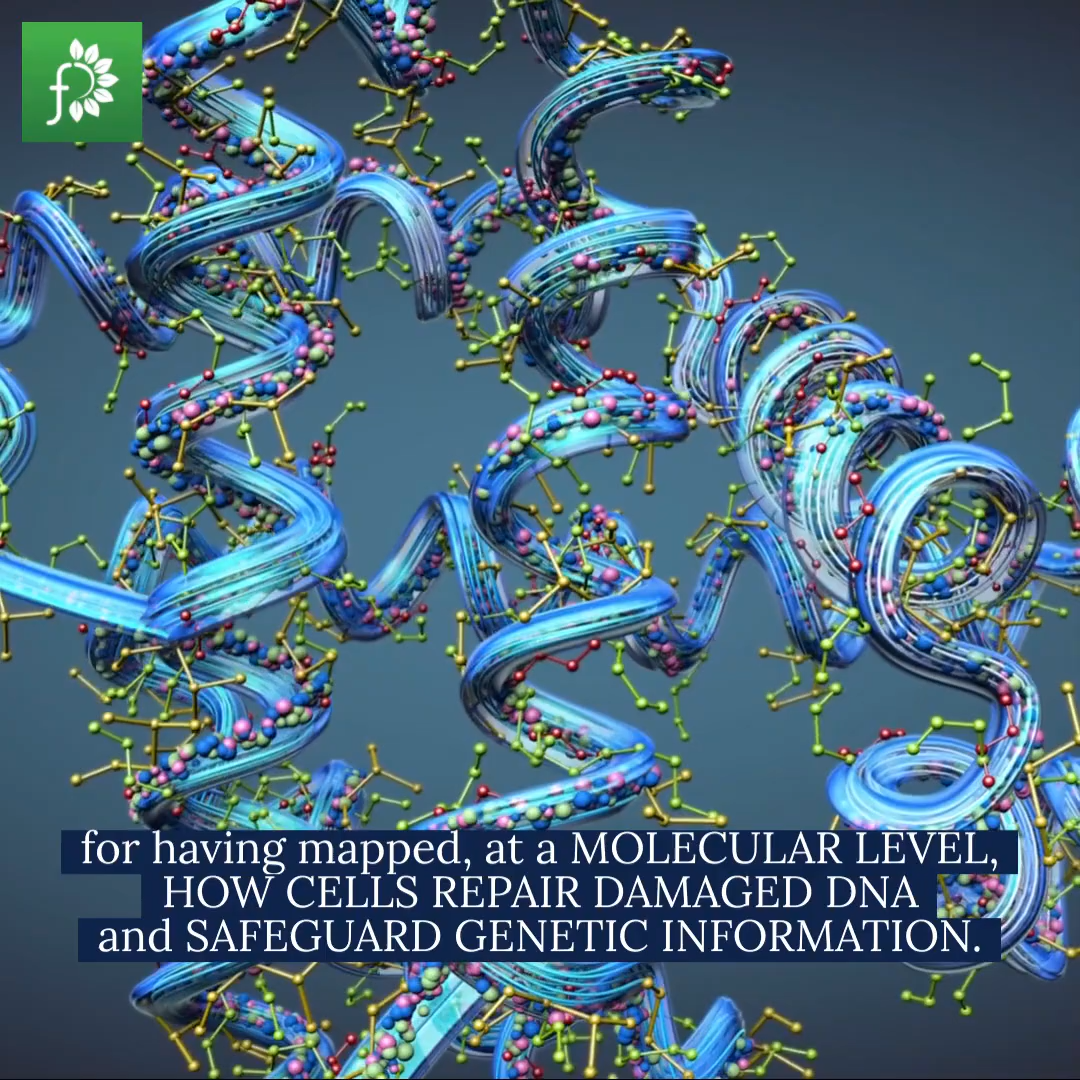 for having mapped, at a MOLECULAR LEVEL,
HOW CELLS REPAIR DAMAGED DNA
and SAFEGUARD GENETIC INFORMATION.